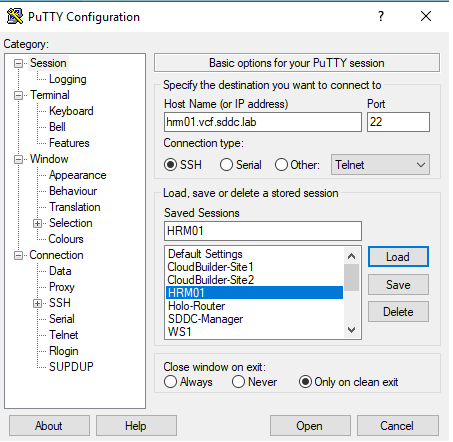 PuTTY Configuration
?
Category:
Session
Logging
Terminal
Keyboard
Bell
Features
Window
Appearance
Behaviour
Translation
Selection
Colours
Connection
Data
Proxy
SSH
Serial
Telnet
Rlogin
SUPDUP
Basic options for your PuTTY session
Specify the destination you want to connect to
Host Name (or IP address) Port
hrm01.vcf.sddc.lab 22
Connection type:
SSH Serial Other: Telnet
Load, save or delete a stored session
Saved Sessions
HRM01
Default Settings
CloudBuilder-Site1
CloudBuilder-Site2
HRM01
Holo-Router
SDDC-Manager
WS1
Load
Save
Delete
Close window on exit:
Always Never Only on clean exit
About Help Open Cancel